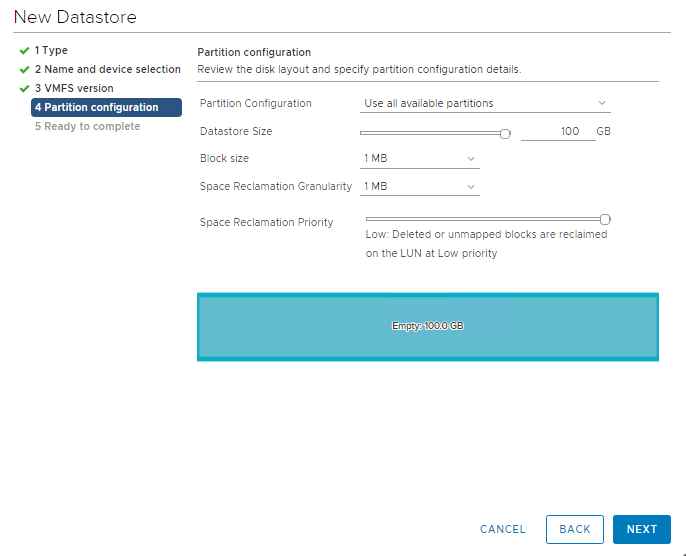 New Datastore
1 Type
2 Name and device selection
3 VMFS version
4 Partition configuration
5 Ready to complete
Partition configuration
Review the disk layout and specify partition configuration details.
Partition Configuration Use all available partitions
Datastore Size 100 GB
Block size 1 MB
Space Reclamation Granularity 1 MB
Space Reclamation Priority
Low: Deleted or unmapped blocks are reclaimed
on the LUN at Low priority
Empty: 100.0 GB
CANCEL BACK NEXT